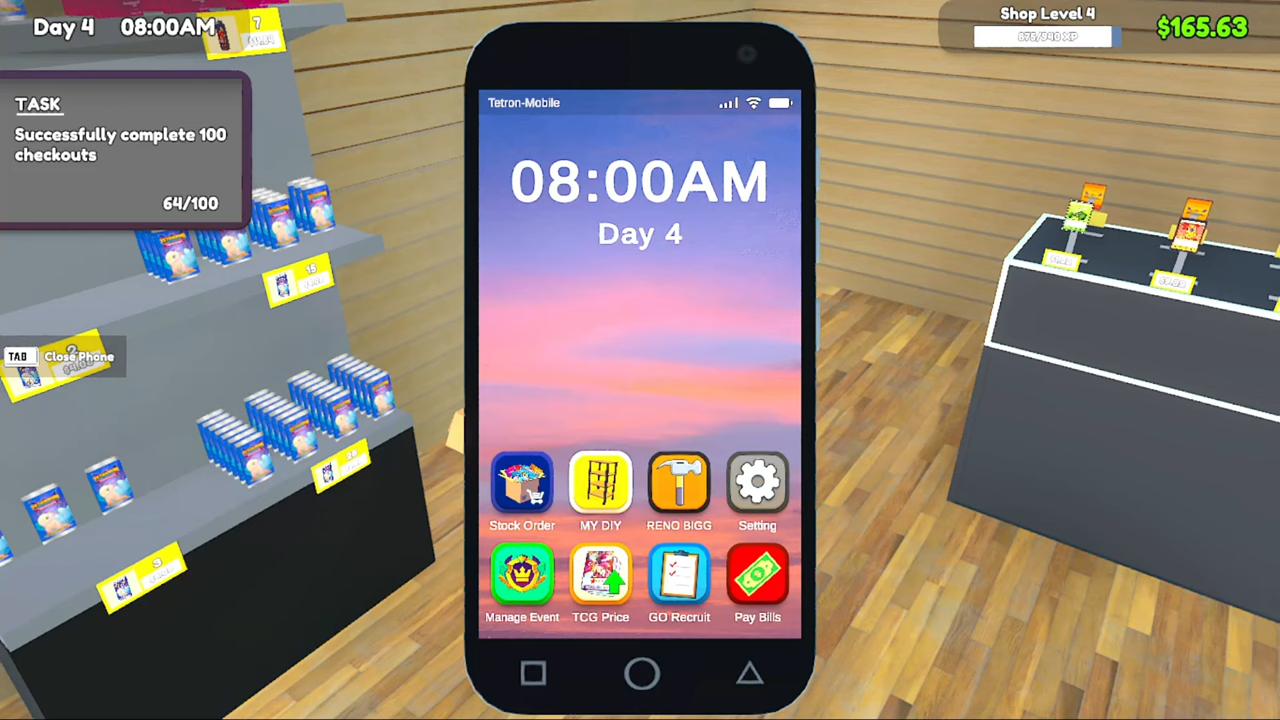 Day 4 08:00AM
7
Shop Level 4
$165.63
TASK
Successfully complete 100
checkouts
64/100
TAB Close Phone
15
Tetron-Mobile
08:00AM
Day 4
Stock Order
MY DIY
RENO BIGG
Setting
Manage Event
TCG Price
GO Recruit
Pay Bills